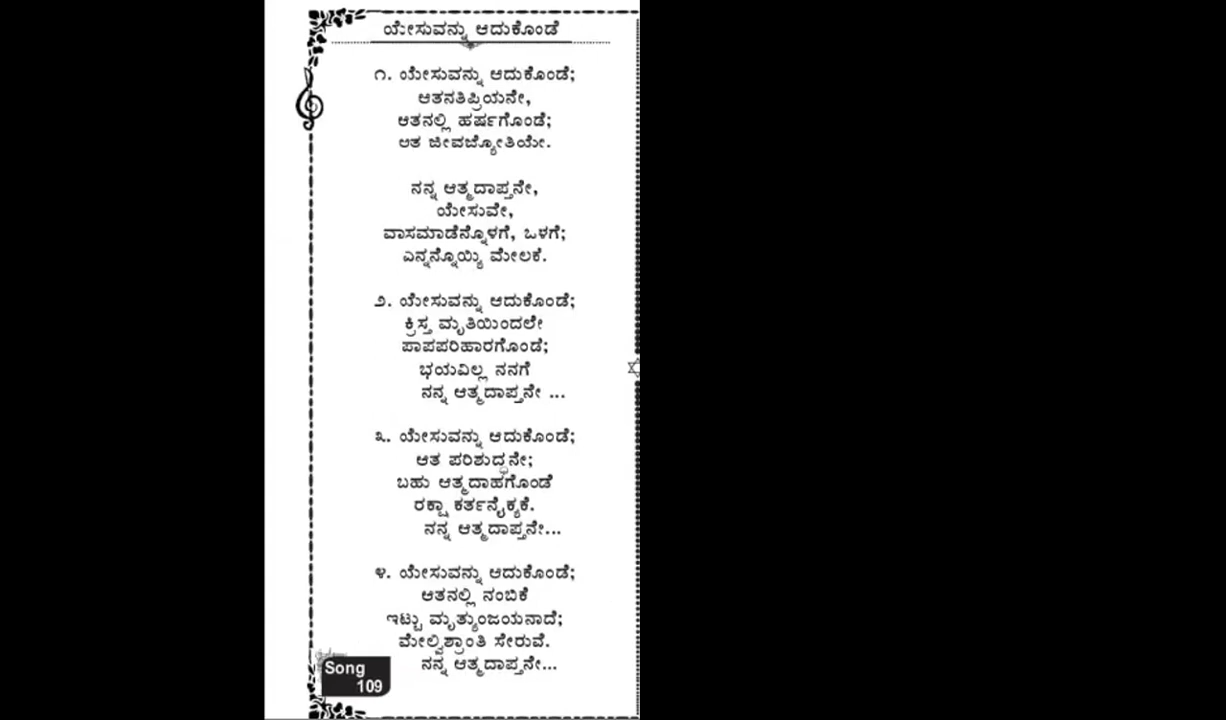 ಯೇಸುವನ್ನು ಆದುಕೊಂಡೆ
೧. ಯೇಸುವನ್ನು ಆದುಕೊಂಡೆ;
ಆತನತಿಪ್ರಿಯನೇ,
ಆತನಲ್ಲಿ ಹರ್ಷಗೊಂಡೆ;
ಆತ ಜೀವಜ್ಯೋತಿಯೇ.
ನನ್ನ ಆತ್ಮದಾಪ್ತನೇ,
ಯೇಸುವೇ,
ವಾಸಮಾಡೆನ್ನೊಳಗೆ, ಒಳಗೆ;
ಎನ್ನನ್ನೊಯ್ಯಿ ಮೇಲಕೆ.
೨. ಯೇಸುವನ್ನು ಆದುಕೊಂಡೆ;
ಕ್ರಿಸ್ತ ಮೃತಿಯಿಂದಲೇ
ಪಾಪಪರಿಹಾರಗೊಂಡೆ;
ಭಯವಿಲ್ಲ ನನಗೆ
ನನ್ನ ಆತ್ಮದಾಪ್ತನೇ ...
೩. ಯೇಸುವನ್ನು ಆದುಕೊಂಡೆ;
ಆತ ಪರಿಶುದ್ಧನೇ;
ಬಹು ಆತ್ಮದಾಹಗೊಂಡೆ
ರಕ್ಷಾ ಕರ್ತನೈಕ್ಯಕೆ.
ನನ್ನ ಆತ್ಮದಾಪ್ತನೇ...
೪. ಯೇಸುವನ್ನು ಆದುಕೊಂಡೆ;
ಆತನಲ್ಲಿ ನಂಬಿಕೆ
ಇಟ್ಟು ಮೃತ್ಯುಂಜಯನಾದೆ;
ಮೇಲ್ವಿಶ್ರಾಂತಿ ಸೇರುವೆ.
ನನ್ನ ಆತ್ಮದಾಪ್ತನೇ...
Song
109